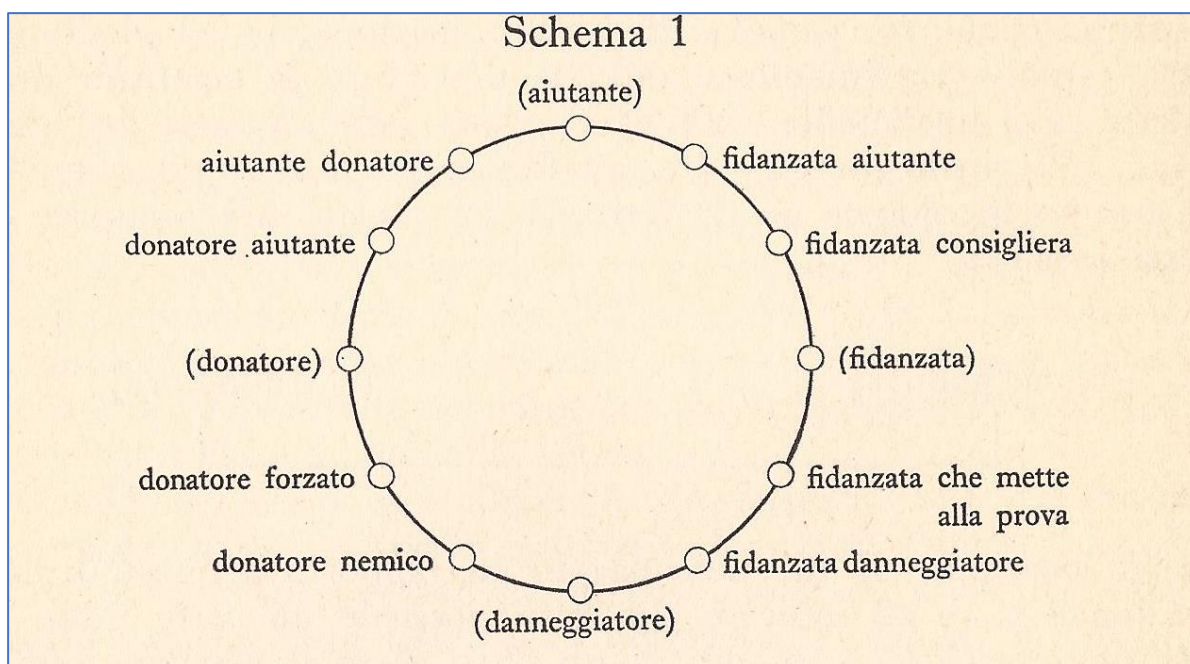 Schema 1
(aiutante)
aiutante donatore
fidanzata aiutante
donatore aiutante
fidanzata consigliera
(donatore)
(fidanzata)
donatore forzato
fidanzata che mette
alla prova
donatore nemico
fidanzata danneggiatore
(danneggiatore)